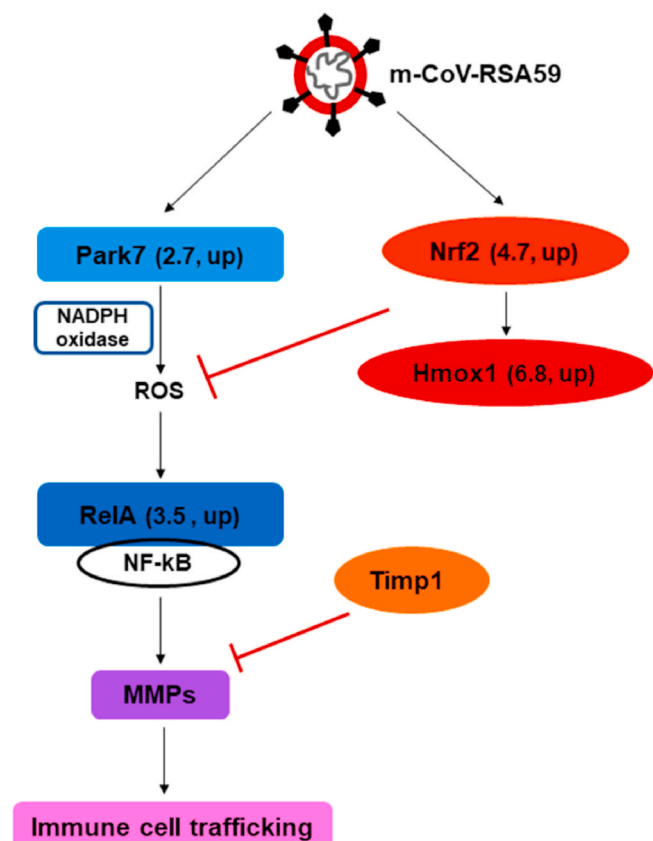 m-CoV-RSA59
Park7 (2.7, up)
Nrf2 (4.7, up)
NADPH
oxidase
ROS
Hmox1 (6.8, up)
RelA (3.5 , up)
NF-kB
Timp1
MMPs
Immune cell trafficking